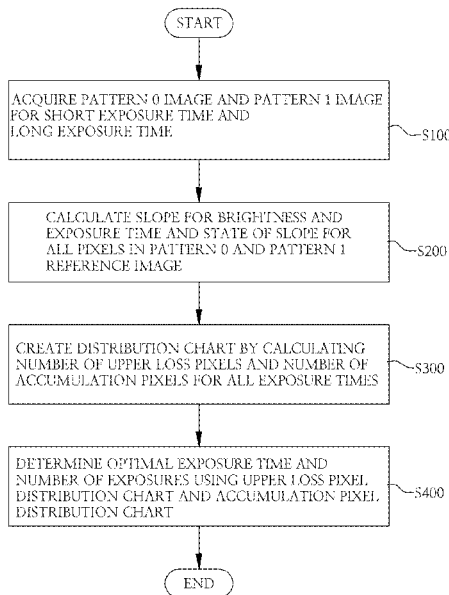 START
ACQUIRE PATTERN 0 IMAGE AND PATTERN 1 IMAGE
FOR SHORT EXPOSURE TIME AND
LONG EXPOSURE TIME
S100
CALCULATE SLOPE FOR BRIGHTNESS AND
EXPOSURE TIME AND STATE OF SLOPE FOR
ALL PIXELS IN PATTERN 0 AND PATTERN 1
REFERENCE IMAGE
S200
CREATE DISTRIBUTION CHART BY CALCULATING
NUMBER OF UPPER LOSS PIXELS AND NUMBER OF
ACCUMULATION PIXELS FOR ALL EXPOSURE TIMES
S300
DETERMINE OPTIMAL EXPOSURE TIME AND
NUMBER OF EXPOSURES USING UPPER LOSS PIXEL
DISTRIBUTION CHART AND ACCUMULATION PIXEL
DISTRIBUTION CHART
S400
END